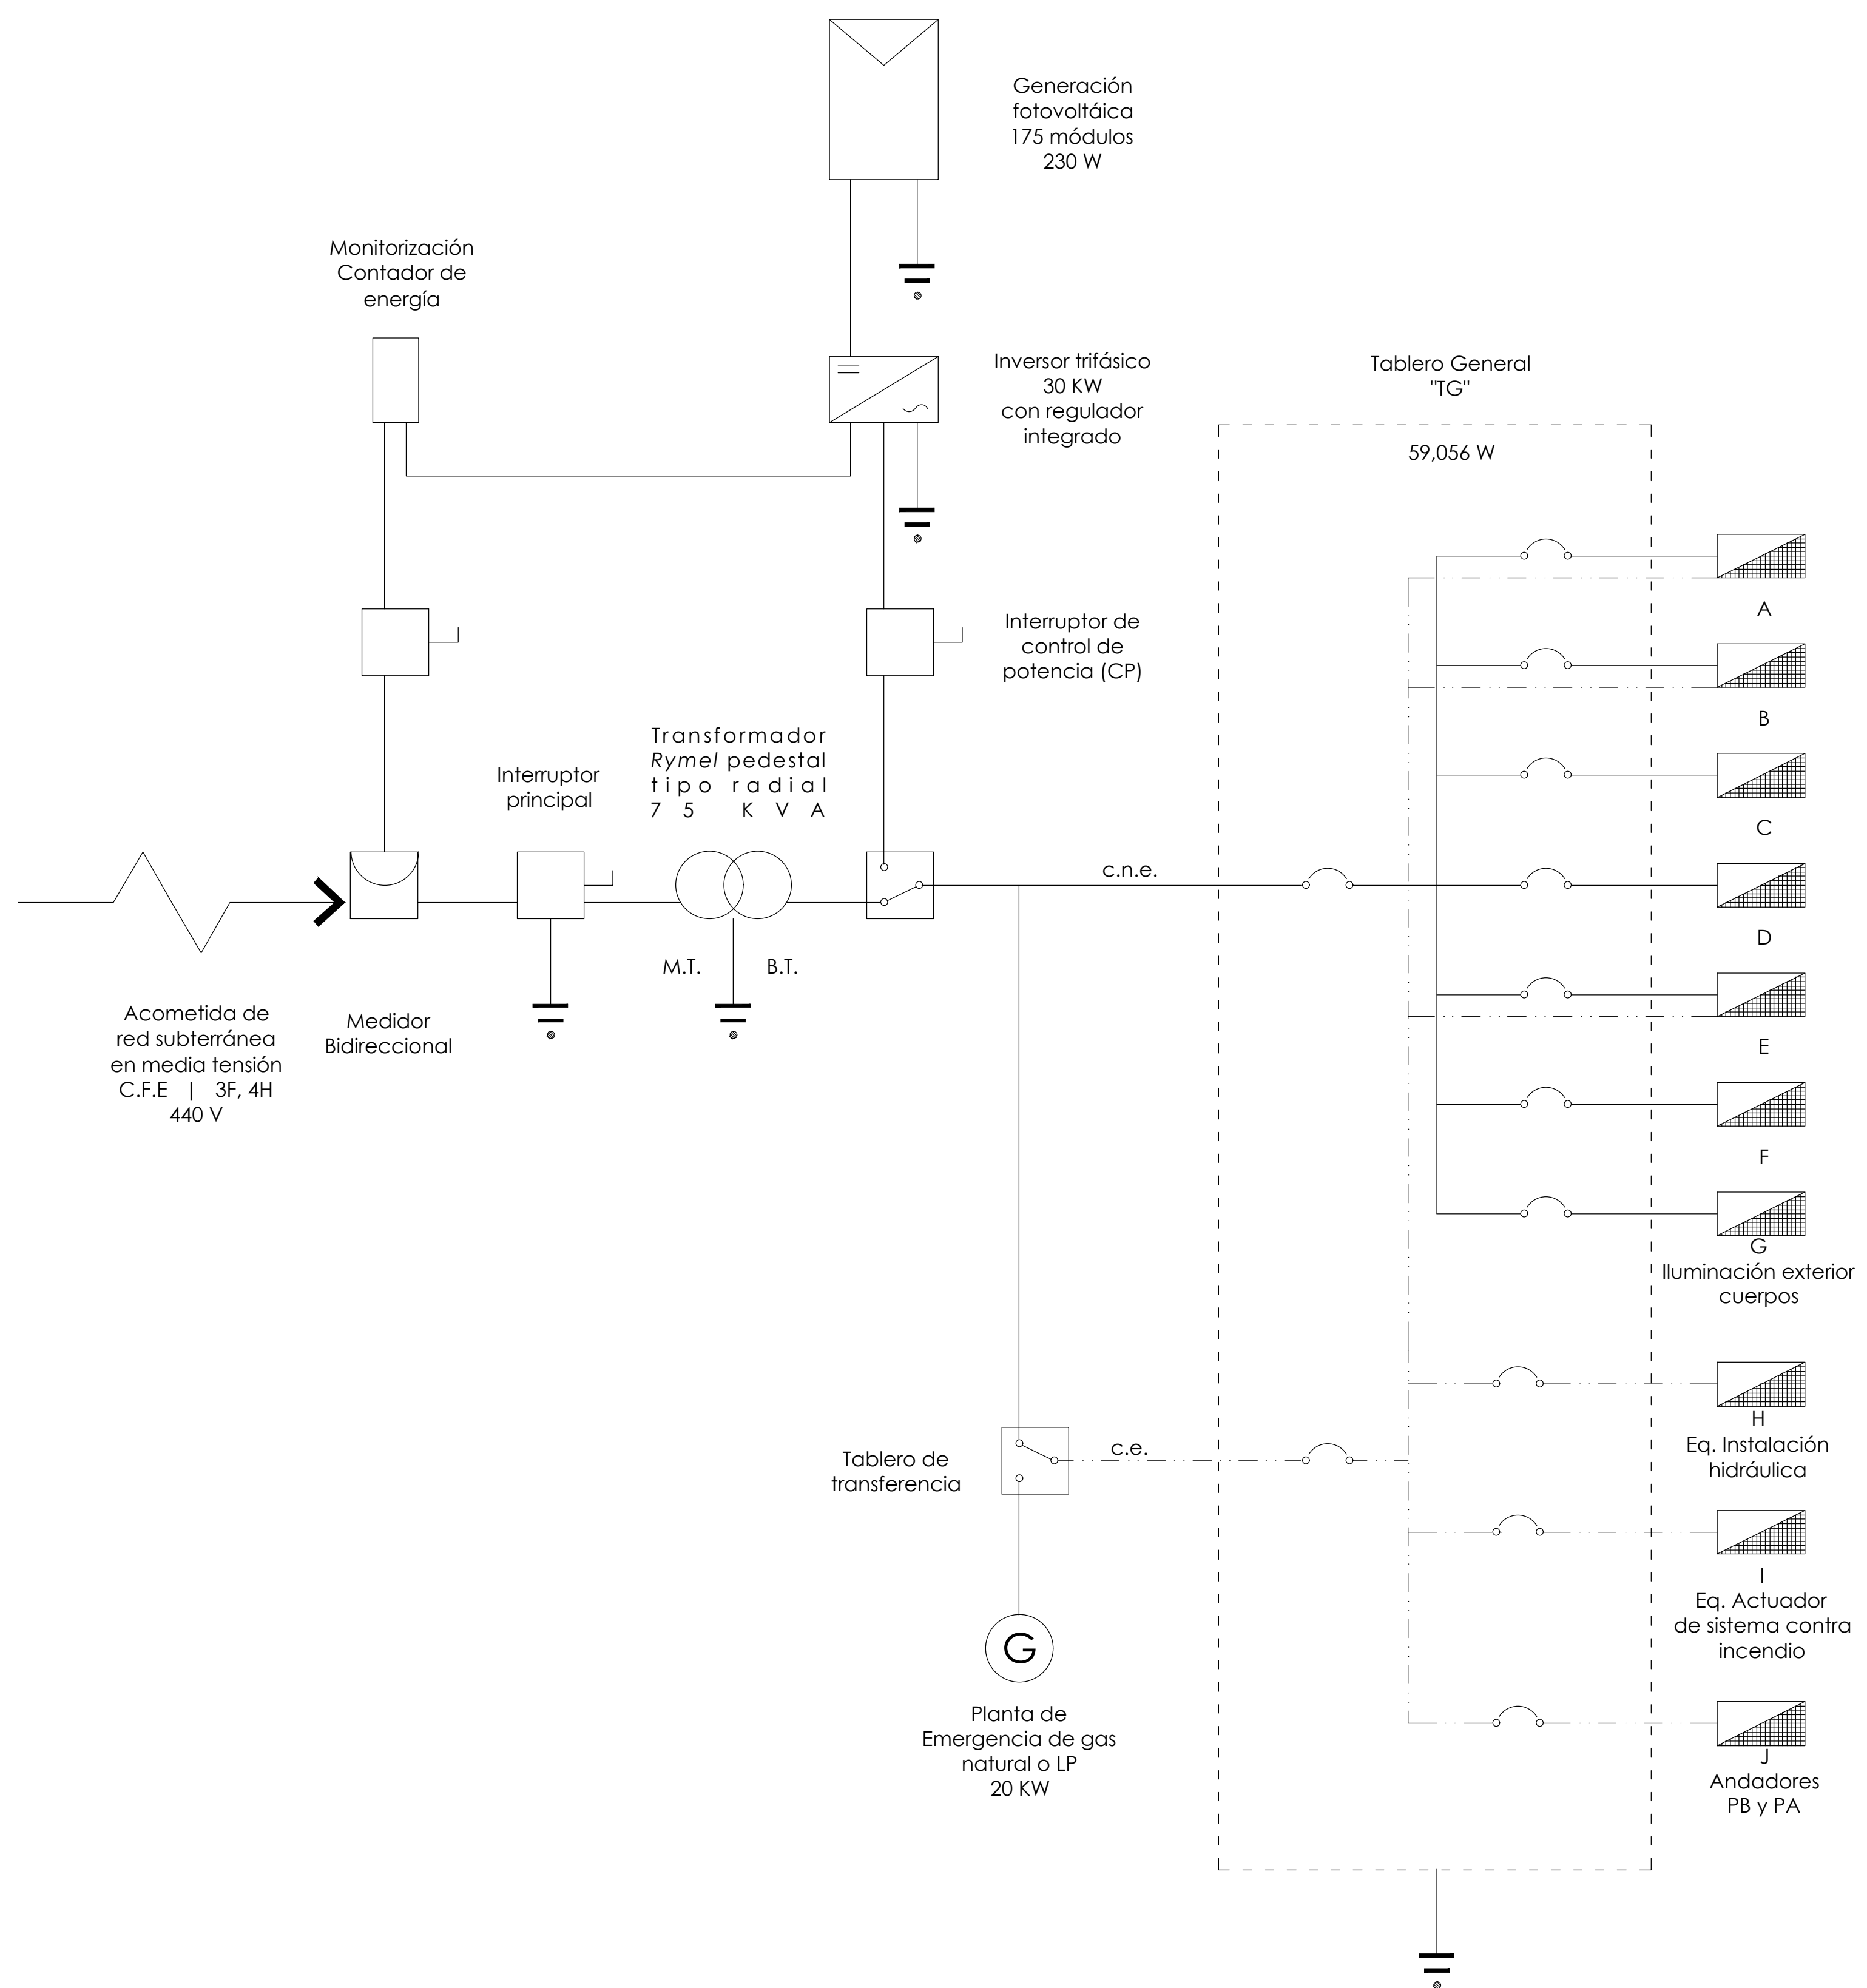 Generación
fotovoltáica
175 módulos
230 W
Monitorización
Contador de
energía
Inversor trifásico
30 KW
con regulador
integrado
Tablero General
"TG"
59,056 W
A
Interruptor de
control de
potencia (CP)
B
Transformador
Rymel pedestal
tipo radial
75 KVA
Interruptor
principal
C
c.n.e.
D
M.T.
B.T.
Acometida de
red subterránea
en media tensión
C.F.E | 3F, 4H
440 V
Medidor
Bidireccional
E
F
G
Iluminación exterior
cuerpos
H
Eq. Instalación
hidráulica
Tablero de
transferencia
c.e.
I
Eq. Actuador
de sistema contra
incendio
G
Planta de
Emergencia de gas
natural o LP
20 KW
J
Andadores
PB y PA